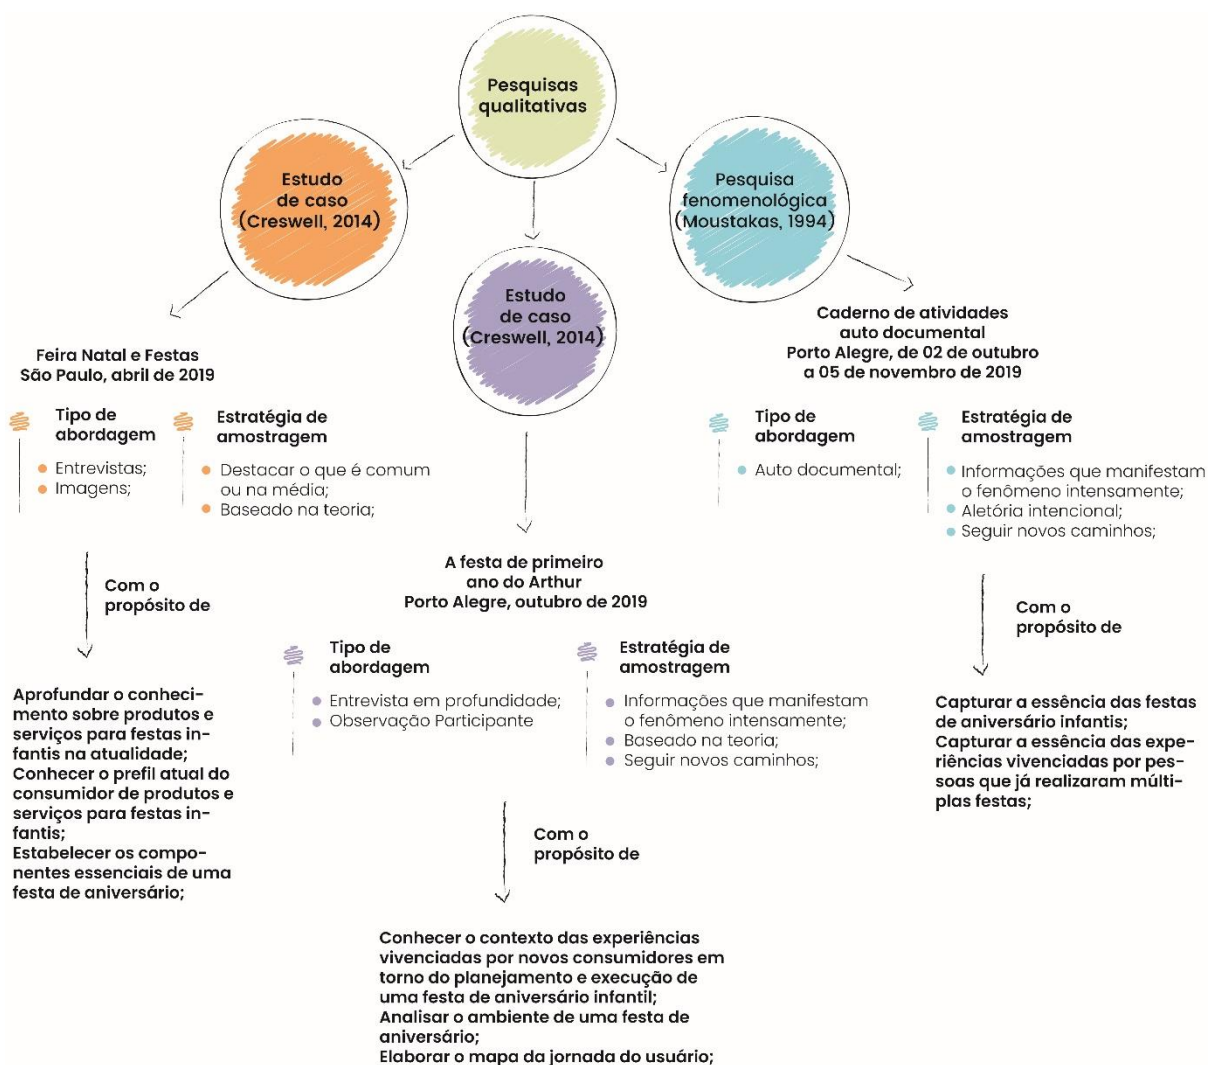 Pesquisas
qualitativas
Estudo
de caso
(Creswell, 2014)
Feira Natal e Festas
São Paulo, abril de 2019
Tipo de
abordagem
Entrevistas;
Imagens;
Estratégia de
amostragem
Destacar o que é comum
ou na média;
Baseado na teoria;
Com o
propósito de
Aprofundar o conheci-
mento sobre produtos e
serviços para festas in-
fantis na atualidade;
Conhecer o prefil atual do
consumidor de produtos e
serviços para festas in-
fantis;
Estabelecer os compo-
nentes essenciais de uma
festa de aniversário;
Estudo
de caso
(Creswell, 2014)
A festa de primeiro
ano do Arthur
Porto Alegre, outubro de 2019
Tipo de
abordagem
Entrevista em profundidade;
Observação Participante
Estratégia de
amostragem
Informações que manifestam
o fenômeno intensamente;
Baseado na teoria;
Seguir novos caminhos;
Com o
propósito de
Conhecer o contexto das experiências
vivenciadas por novos consumidores em
torno do planejamento e execução de
uma festa de aniversário infantil;
Analisar o ambiente de uma festa de
aniversário;
Elaborar o mapa da jornada do usuário;
Pesquisa
fenomenológica
(Moustakas, 1994)
Caderno de atividades
auto documental
Porto Alegre, de 02 de outubro
a 05 de novembro de 2019
Tipo de
abordagem
Auto documental;
Estratégia de
amostragem
Informações que manifestam
o fenômeno intensamente;
Aletória intencional;
Seguir novos caminhos;
Com o
propósito de
Capturar a essência das festas
de aniversário infantis;
Capturar a essência das expe-
riências vivenciadas por pes-
soas que já realizaram múlti-
plas festas;